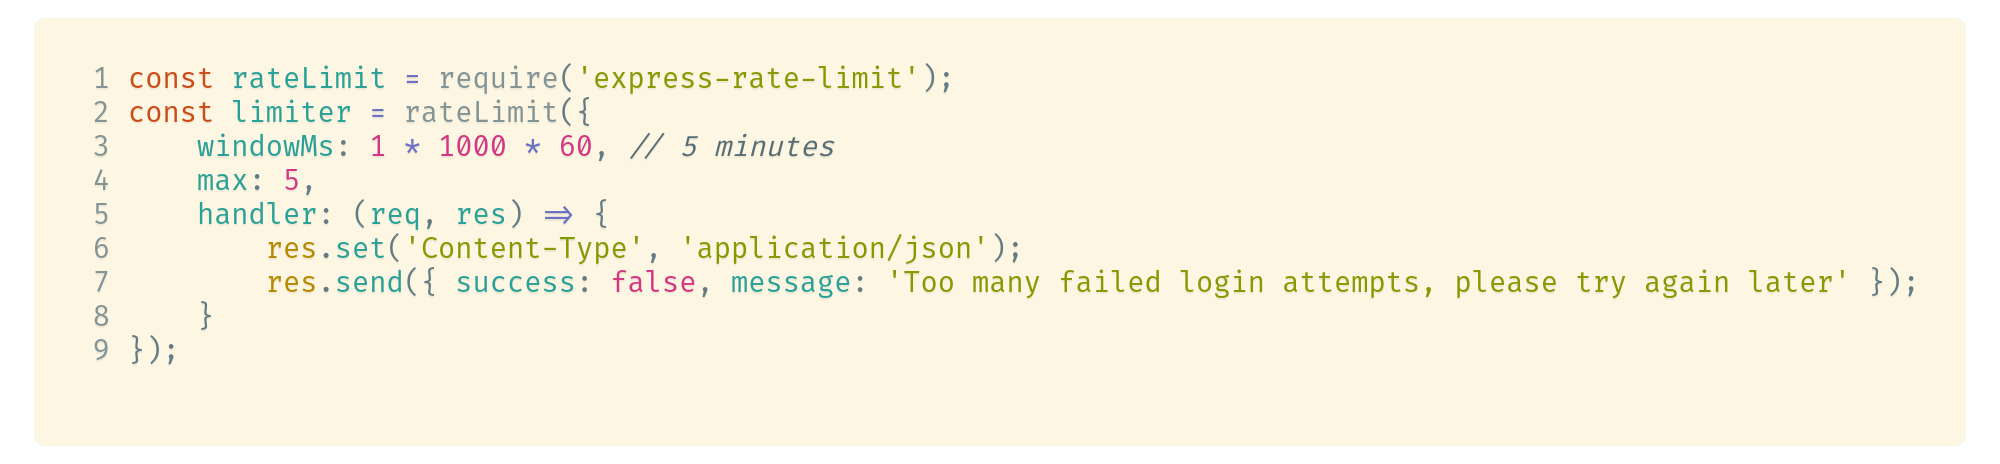 1 const rateLimit = require('express-rate-limit');
2 const limiter = rateLimit({
3     windowMs: 1 * 1000 * 60, // 5 minutes
4     max: 5,
5     handler: (req, res) => {
6         res.set('Content-Type', 'application/json');
7         res.send({ success: false, message: 'Too many failed login attempts, please try again later' });
8     }
9 });